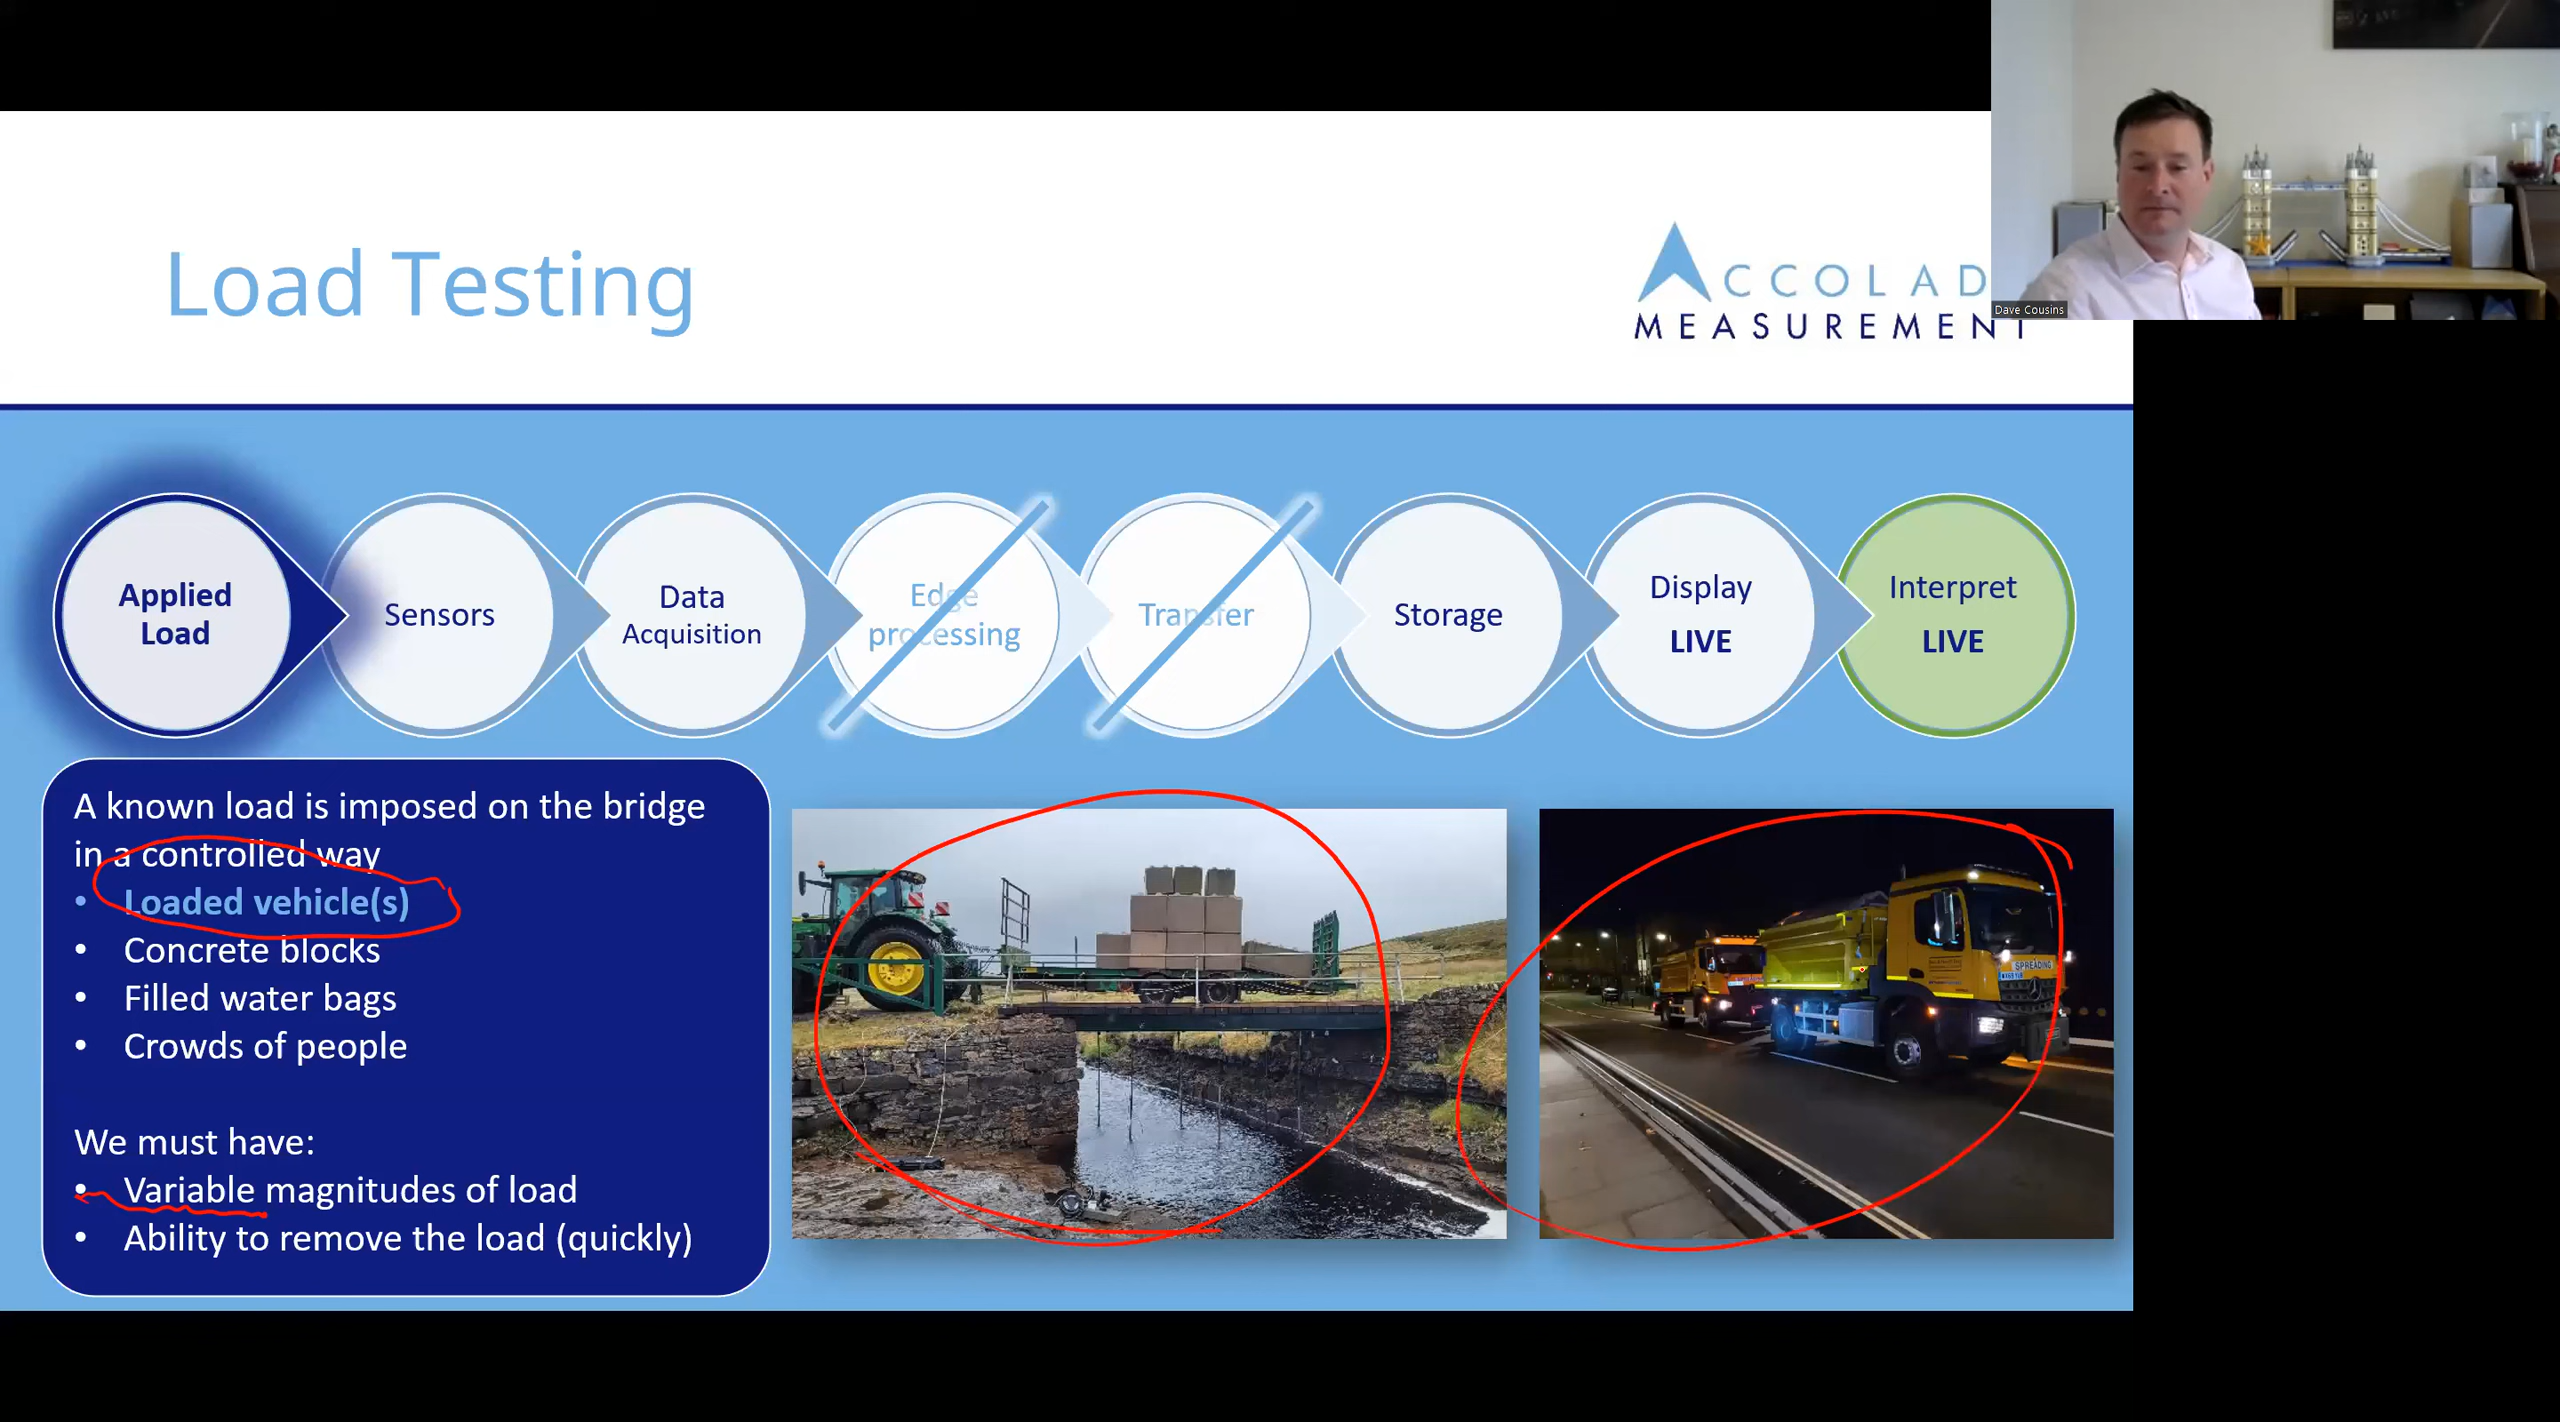 Load Testing
ACCOLAD
MEASUREMENT
Dave Cousins
Applied
Load
Sensors
Data
Acquisition
Edge
processing
Transfer
Storage
Display
LIVE
Interpret
LIVE
A known load is imposed on the bridge
in a controlled way
• Loaded vehicle(s)
• Concrete blocks
• Filled water bags
• Crowds of people
We must have:
• Variable magnitudes of load
• Ability to remove the load (quickly)
SPREADING